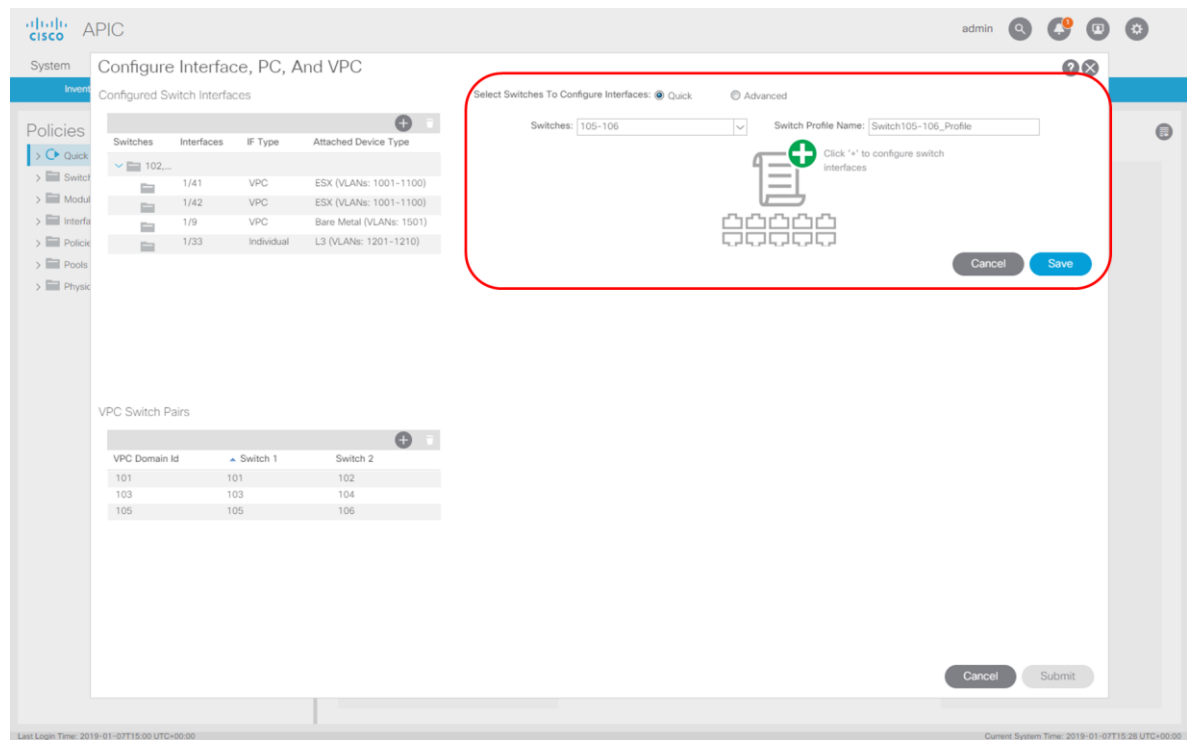 CISCO APIC admin 1
System
Configure Interface, PC, And VPC ?
Invent
Configured Switch Interfaces
Select Switches To Configure Interfaces: Quick Advanced
Switches: 105-106 Switch Profile Name: Switch105-106_Profile
Click '+' to configure switch
interfaces
Cancel Save
Policies
Quick
Switch
Modul
Interfa
Policie
Pools
Physic
Switches Interfaces IF Type Attached Device Type
102,...
1/41 VPC ESX (VLANs: 1001-1100)
1/42 VPC ESX (VLANs: 1001-1100)
1/9 VPC Bare Metal (VLANs: 1501)
1/33 Individual L3 (VLANs: 1201-1210)
VPC Switch Pairs
VPC Domain Id Switch 1 Switch 2
101 101 102
103 103 104
105 105 106
Cancel Submit
Last Login Time: 2019-01-07T15:00 UTC+00:00 Current System Time: 2019-01-07T15:28 UTC+00:00